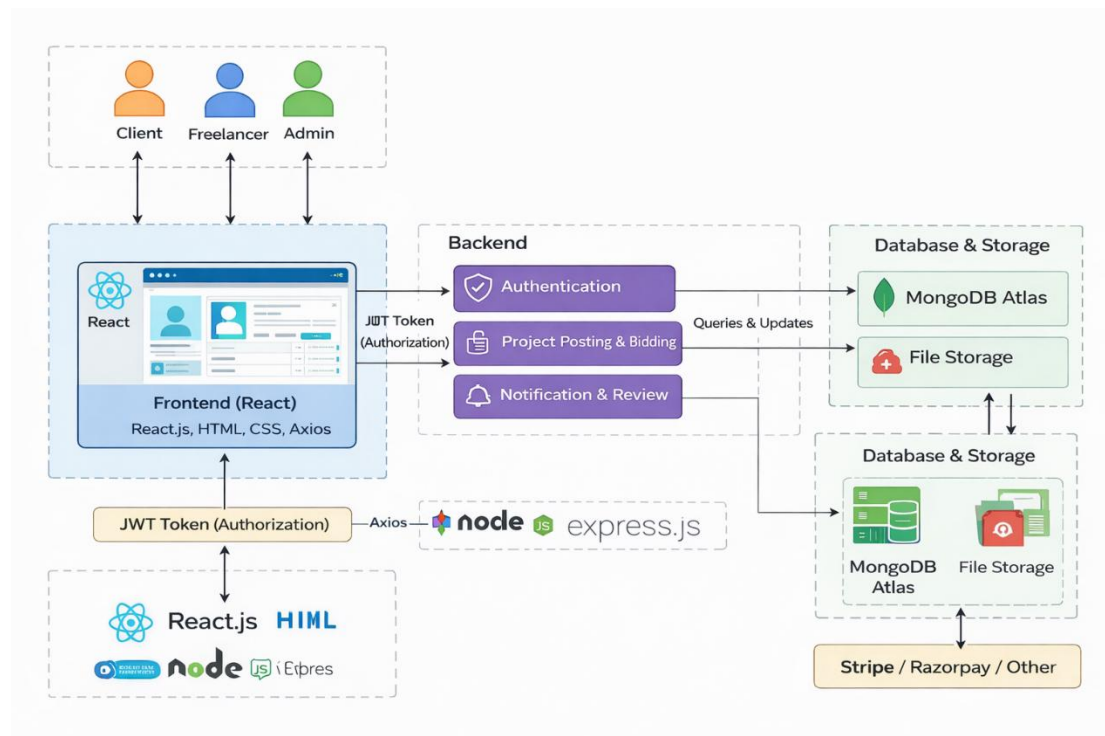 Client
Freelancer
Admin
React
Frontend (React)
React.js, HTML, CSS, Axios
JWT Token
(Authorization)
Backend
Authentication
Project Posting & Bidding
Notification & Review
Queries & Updates
Database & Storage
MongoDB Atlas
File Storage
Database & Storage
MongoDB
Atlas
File Storage
Stripe / Razorpay / Other
JWT Token (Authorization)
Axios
node
JS
express.js
React.js
HIML
node
JS